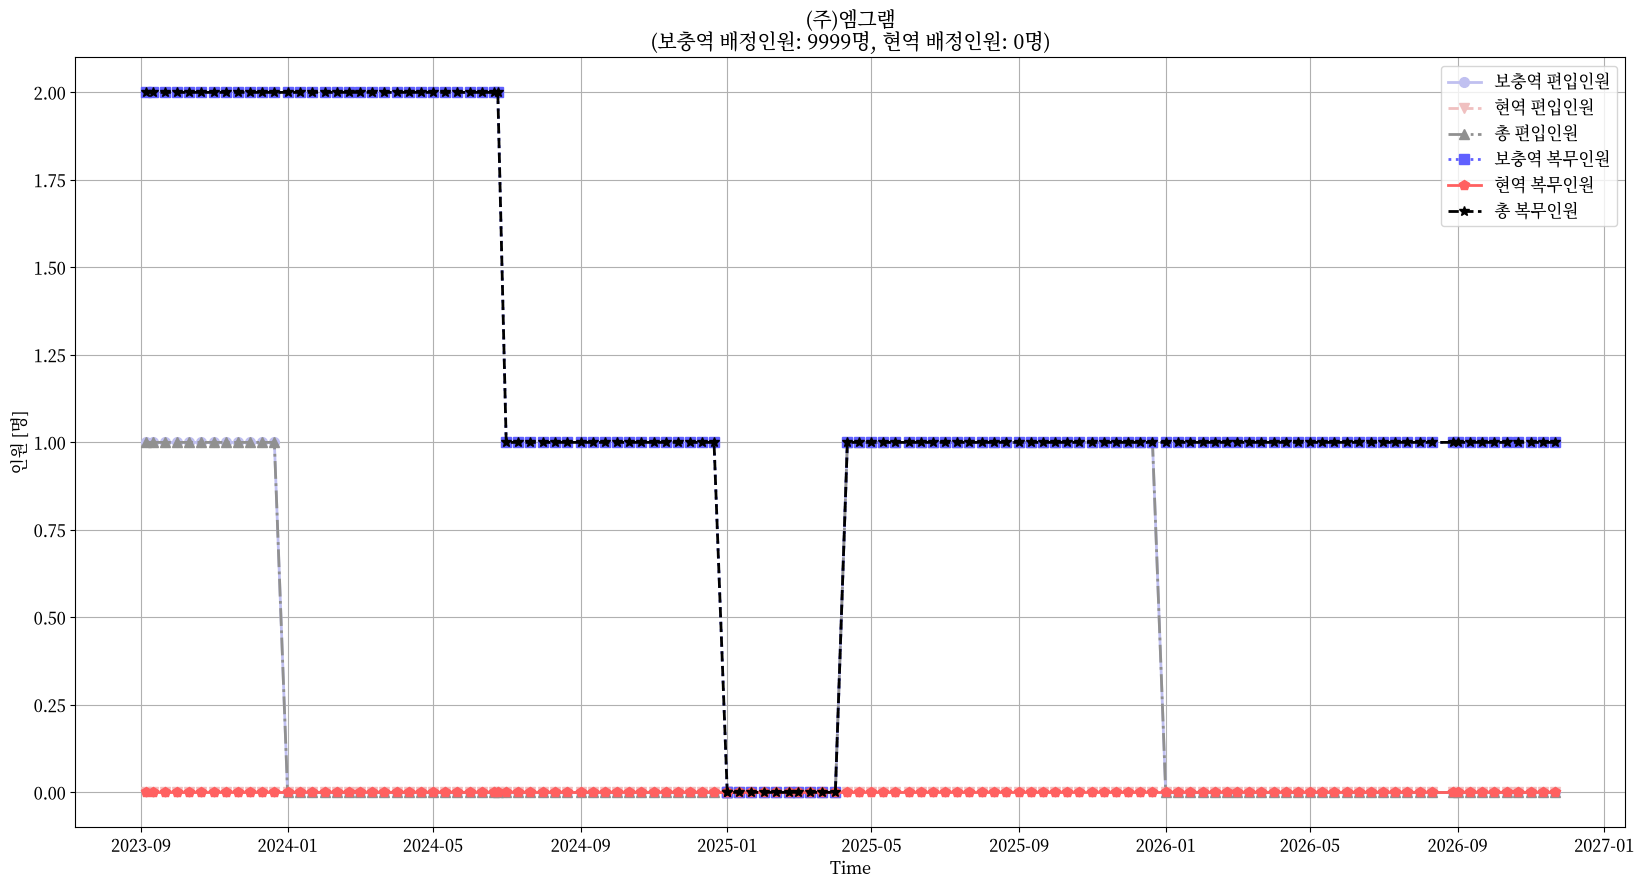 (주)엠그램
(보충역 배정인원: 9999명, 현역 배정인원: 0명)
보충역 편입인원
현역 편입인원
총 편입인원
보충역 복무인원
현역 복무인원
총 복무인원
인원 [명]
2.00
1.75
1.50
1.25
1.00
0.75
0.50
0.25
0.00
2023-09
2024-01
2024-05
2024-09
2025-01
2025-05
2025-09
2026-01
2026-05
2026-09
2027-01
Time